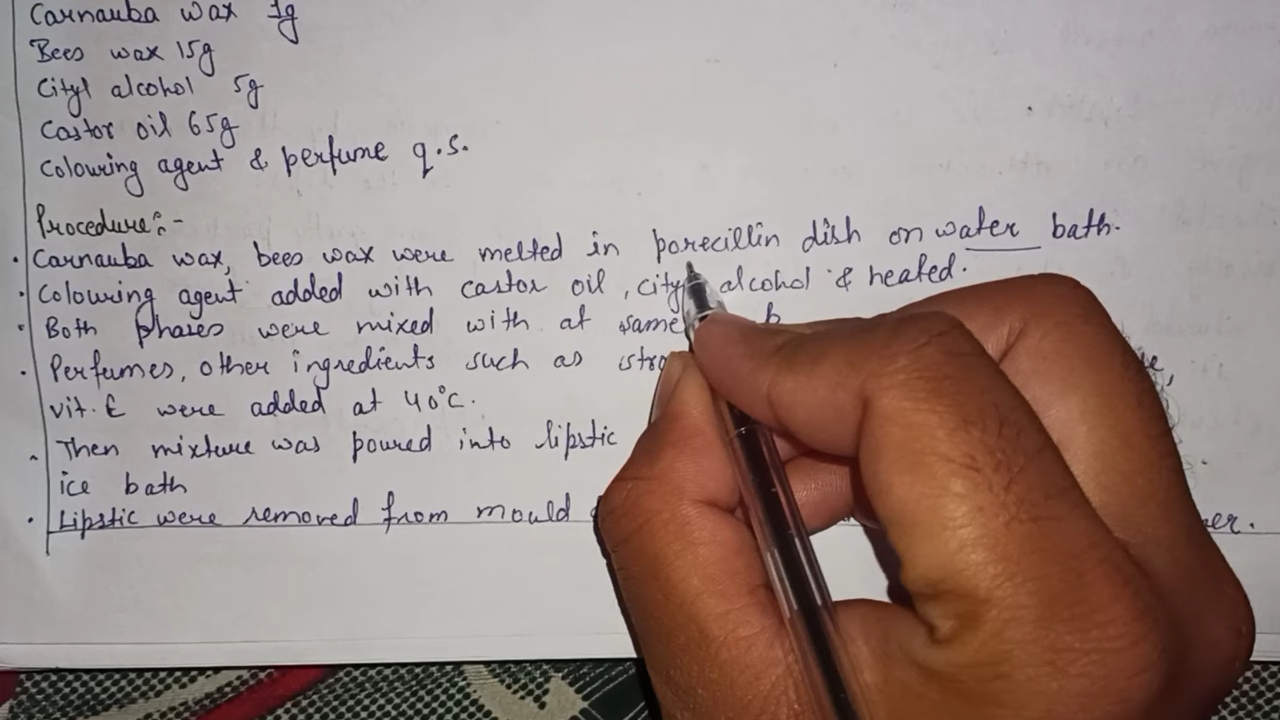 Carnauba wax 1g
Bees wax 15g
Cityl alcohol 5g
Castor oil 65g
Colouring agent & perfume q.s.
Procedure:-
· Carnauba wax, bees wax were melted in porecillin dish on water bath.
· Colouring agent added with castor oil, cityl alcohol & heated.
· Both phases were mixed with at same
· Perfumes, other ingredients such as
vit. E were added at 40°c.
· Then mixture was poured into lipstic
ice bath
· Lipstic were removed from mould